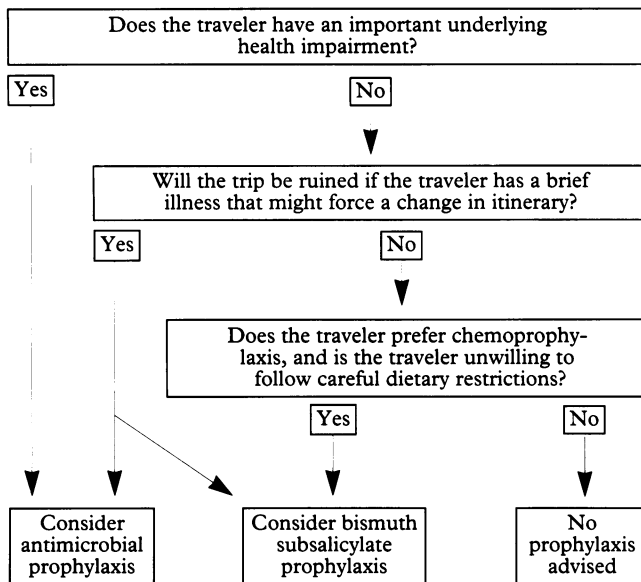 Does the traveler have an important underlying
health impairment?
Yes
No
Will the trip be ruined if the traveler has a brief
illness that might force a change in itinerary?
Yes
No
Does the traveler prefer chemoprophy-
laxis, and is the traveler unwilling to
follow careful dietary restrictions?
Yes
No
Consider
antimicrobial
prophylaxis
Consider bismuth
subsalicylate
prophylaxis
No
prophylaxis
advised